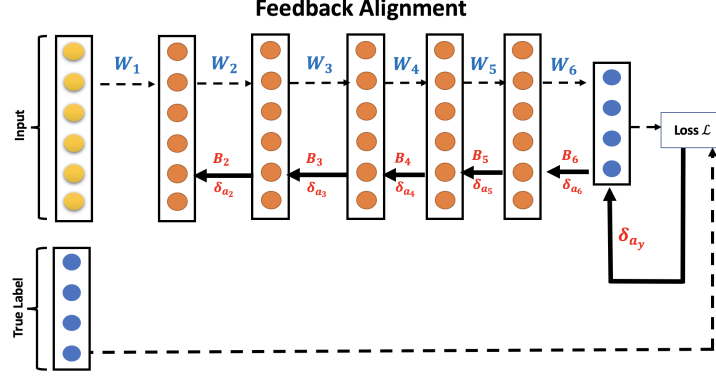 Feedback Alignment
Input
W₁ W₂ W₃ W₄ W₅ W₆
Loss ℒ
B₂ B₃ B₄ B₅ B₆
δₐ₂ δₐ₃ δₐ₄ δₐ₅ δₐ₆
δₐᵧ
True Label